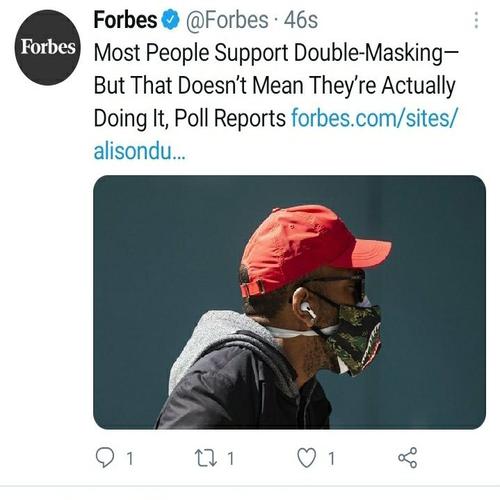 Forbes
Forbes @Forbes · 46s
Most People Support Double-Masking—
But That Doesn't Mean They're Actually
Doing It, Poll Reports forbes.com/sites/
alisondu...
1 1 1